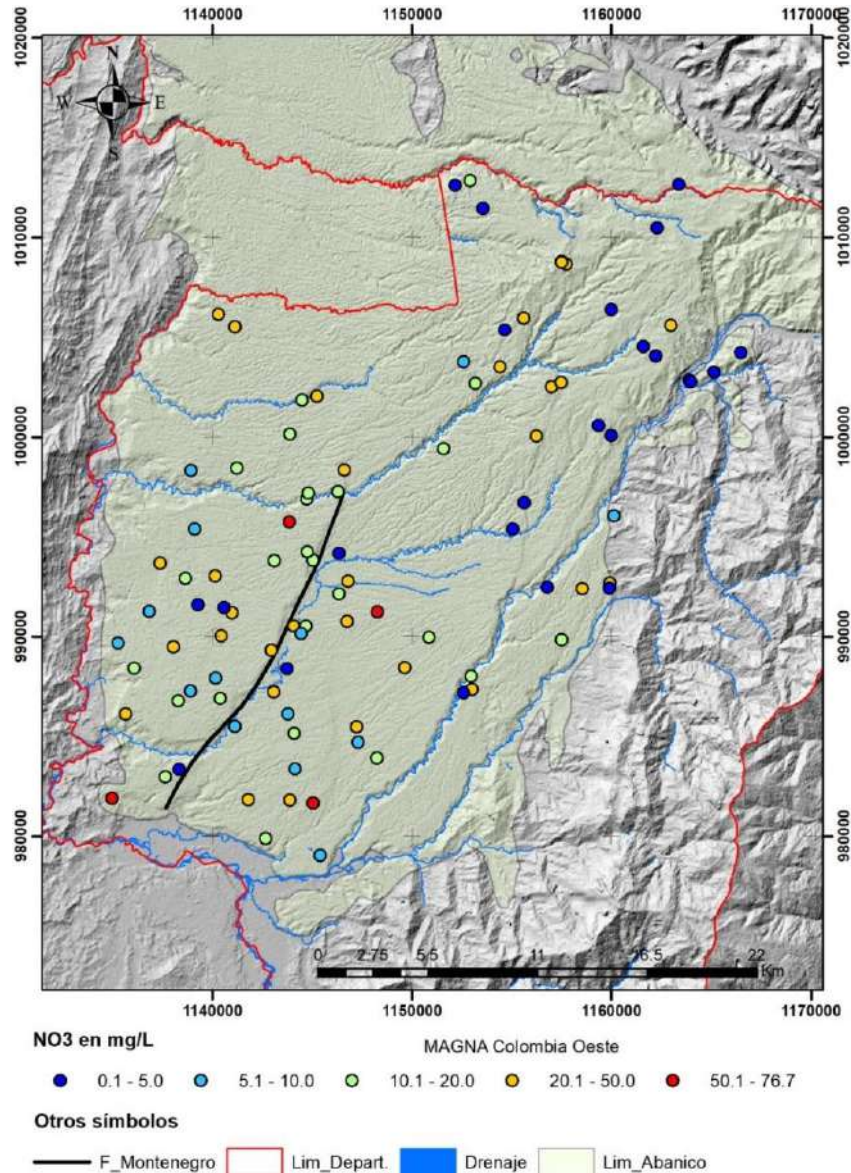 1140000 1150000 1160000 1170000
1020000 1020000
N
W E
S
1010000 1010000
1000000 1000000
990000 990000
980000 980000
0 2.75 5.5 11 16.5 22
Km
1140000 1150000 1160000 1170000
NO3 en mg/L MAGNA Colombia Oeste
0.1 - 5.0 5.1 - 10.0 10.1 - 20.0 20.1 - 50.0 50.1 - 76.7
Otros símbolos
F_Montenegro Lim_Depart. Drenaje Lim_Abanico